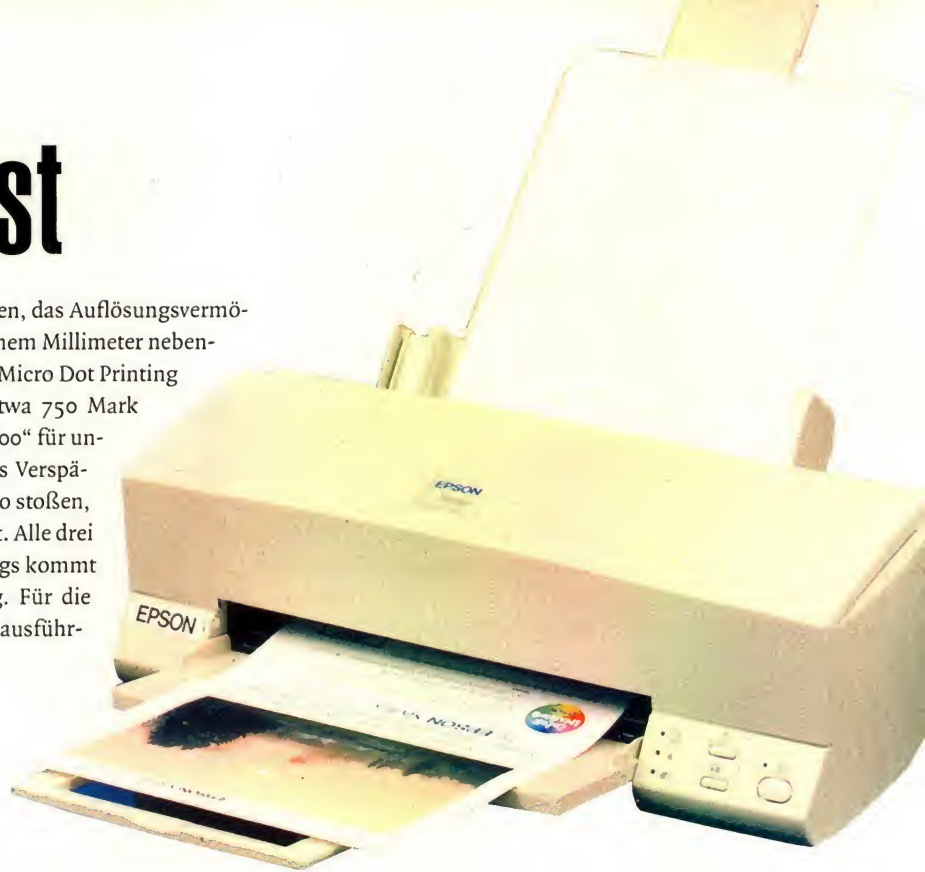 st
en, das Auflösungsvermö-
nem Millimeter neben-
Micro Dot Printing
twa 750 Mark
oo“ für un-
s Verspä-
o stoßen,
t. Alle drei
gs kommt
g. Für die
ausführ-
EPSON
EPSON
EPSON